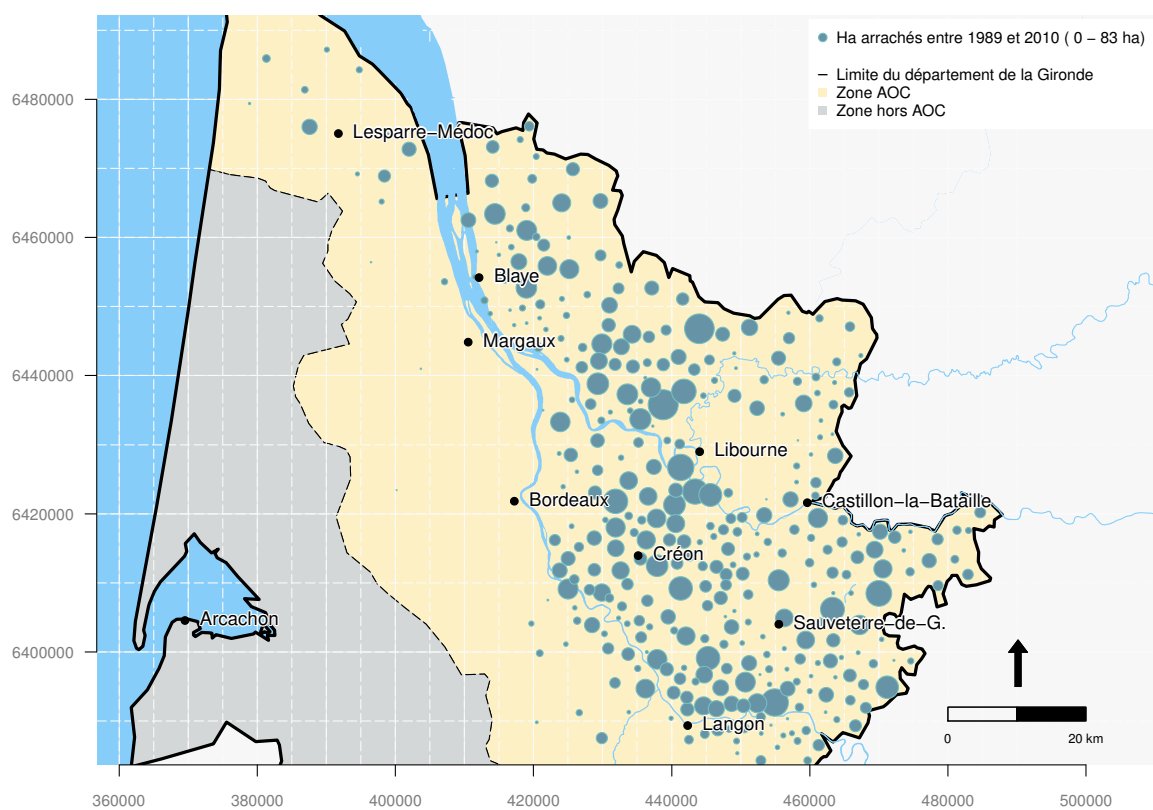 Ha arrachés entre 1989 et 2010 ( 0 − 83 ha)
Limite du département de la Gironde
Zone AOC
Zone hors AOC
6480000
Lesparre−Médoc
6460000
Blaye
Margaux
6440000
Libourne
Bordeaux
Castillon−la−Bataille
6420000
Créon
Arcachon
Sauveterre−de−G.
6400000
Langon
0
20 km
360000
380000
400000
420000
440000
460000
480000
500000